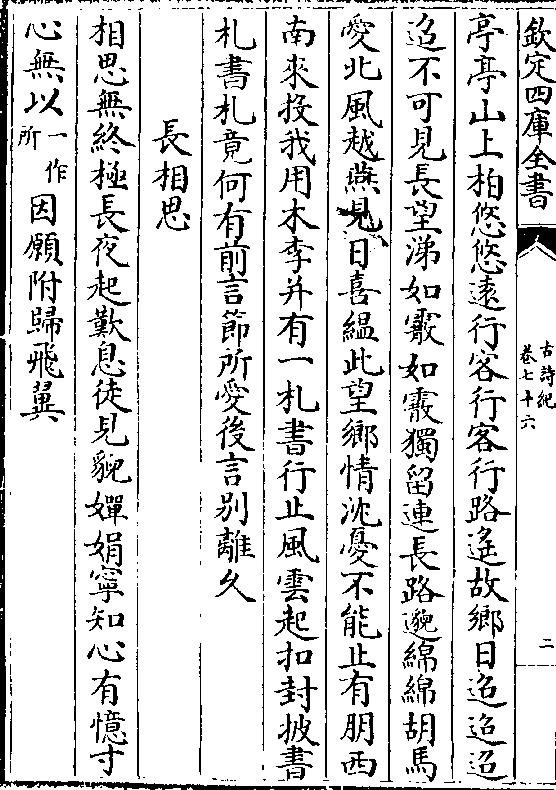 欽定四庫全書
古詩紀
卷七十六
二
亭亭山上柏悠悠遠行客行客行路遙故鄉日迢迢迢
迢不可見長望涕如霰如霰獨留連長路邈綿綿胡馬
愛北風越燕見日喜緼此望鄉情沈憂不能止有朋西
南來投我用木李并有一札書行止風雲起扣封披書
札書札竟何有前言節所愛後言別離久
長相思
相思無終極長夜起歎息徒見貌嬋娟寧知心有憶寸
心無以一作所因願附歸飛翼